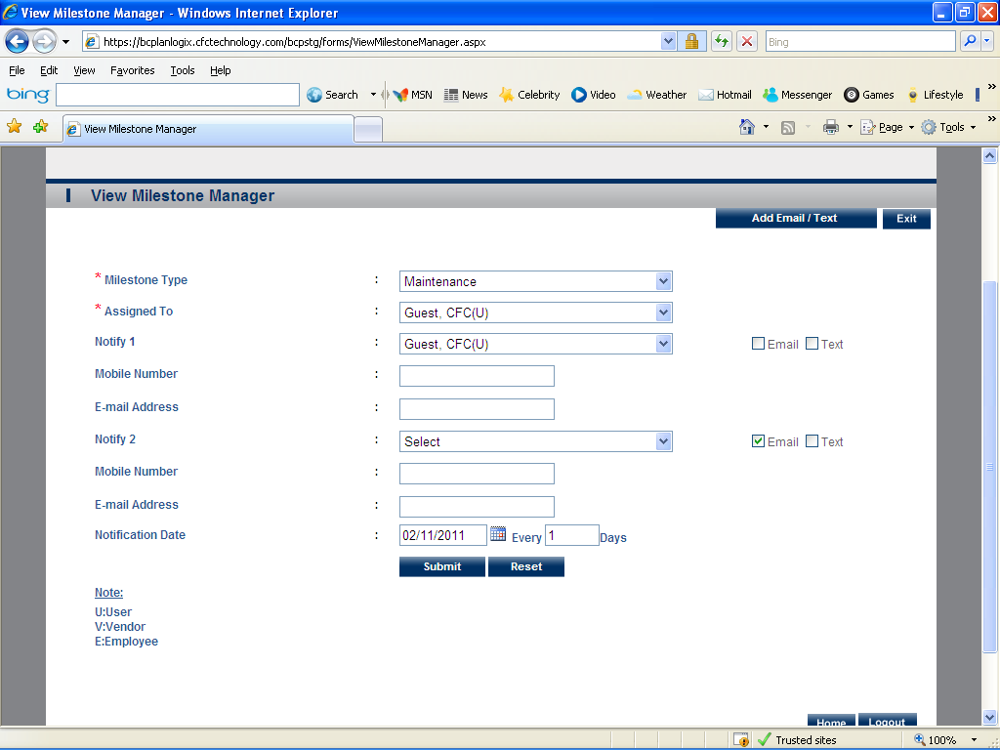 View Milestone Manager - Windows Internet Explorer
https://bcplanlogix.cfctechnology.com/bcpstg/forms/ViewMilestoneManager.aspx
Bing
File Edit View Favorites Tools Help
bing Search MSN News Celebrity Video Weather Hotmail Messenger Games Lifestyle
View Milestone Manager Page Tools
View Milestone Manager
Add Email / Text Exit
* Milestone Type : Maintenance
* Assigned To : Guest, CFC(U)
Notify 1 : Guest, CFC(U) Email Text
Mobile Number :
E-mail Address :
Notify 2 : Select Email Text
Mobile Number :
E-mail Address :
Notification Date : 02/11/2011 Every 1 Days
Submit Reset
Note:
U:User
V:Vendor
E:Employee
Home Logout
Trusted sites 100%